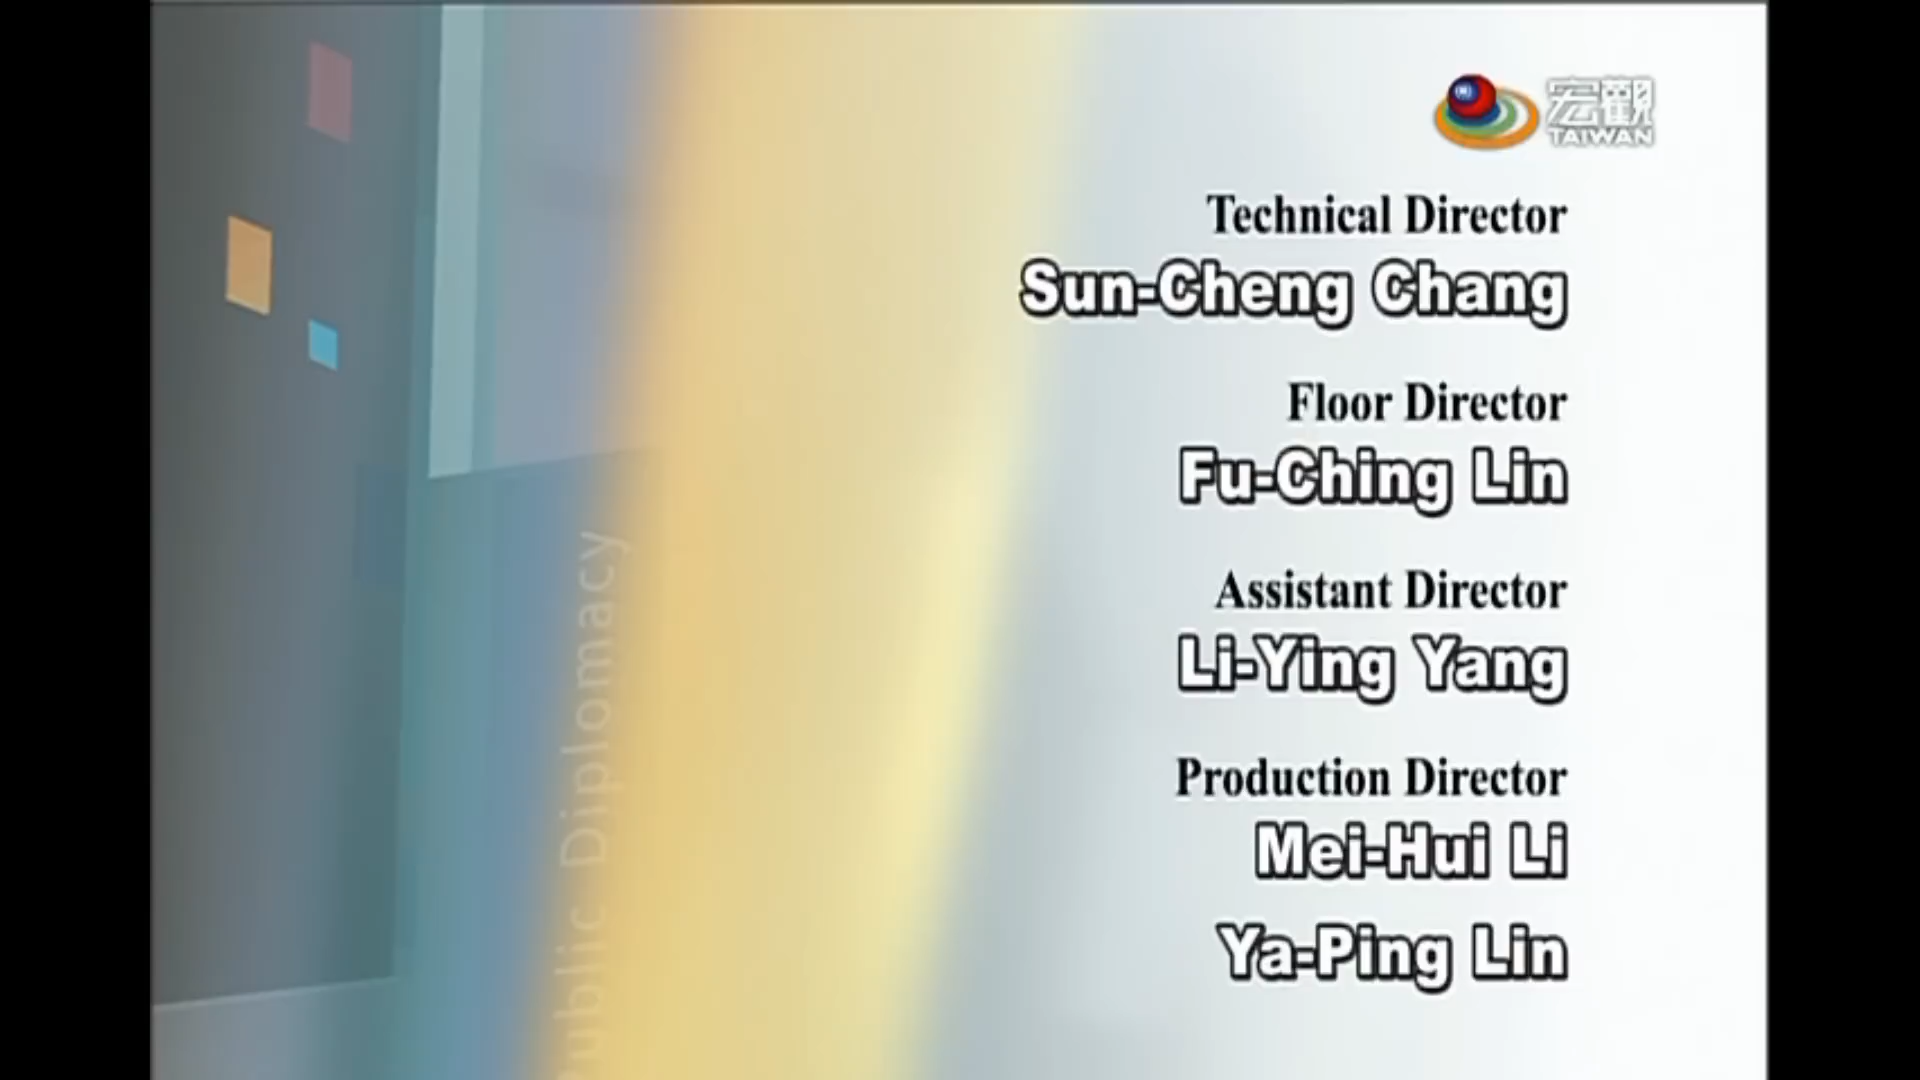 宏觀
TAIWAN
Technical Director
Sun-Cheng Chang
Floor Director
Fu-Ching Lin
Assistant Director
Li-Ying Yang
Production Director
Mei-Hui Li
Ya-Ping Lin
Public Diplomacy